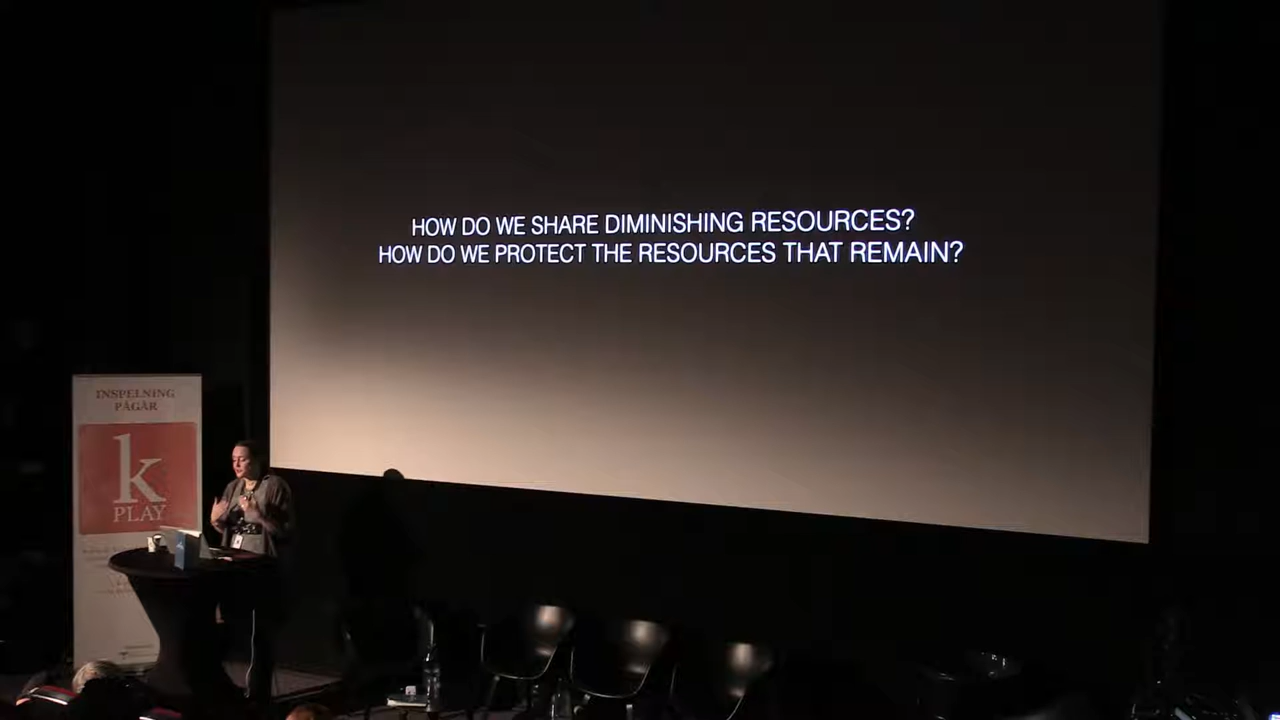 HOW DO WE SHARE DIMINISHING RESOURCES?
HOW DO WE PROTECT THE RESOURCES THAT REMAIN?
INSPELNING
PÅGÅR
k
PLAY